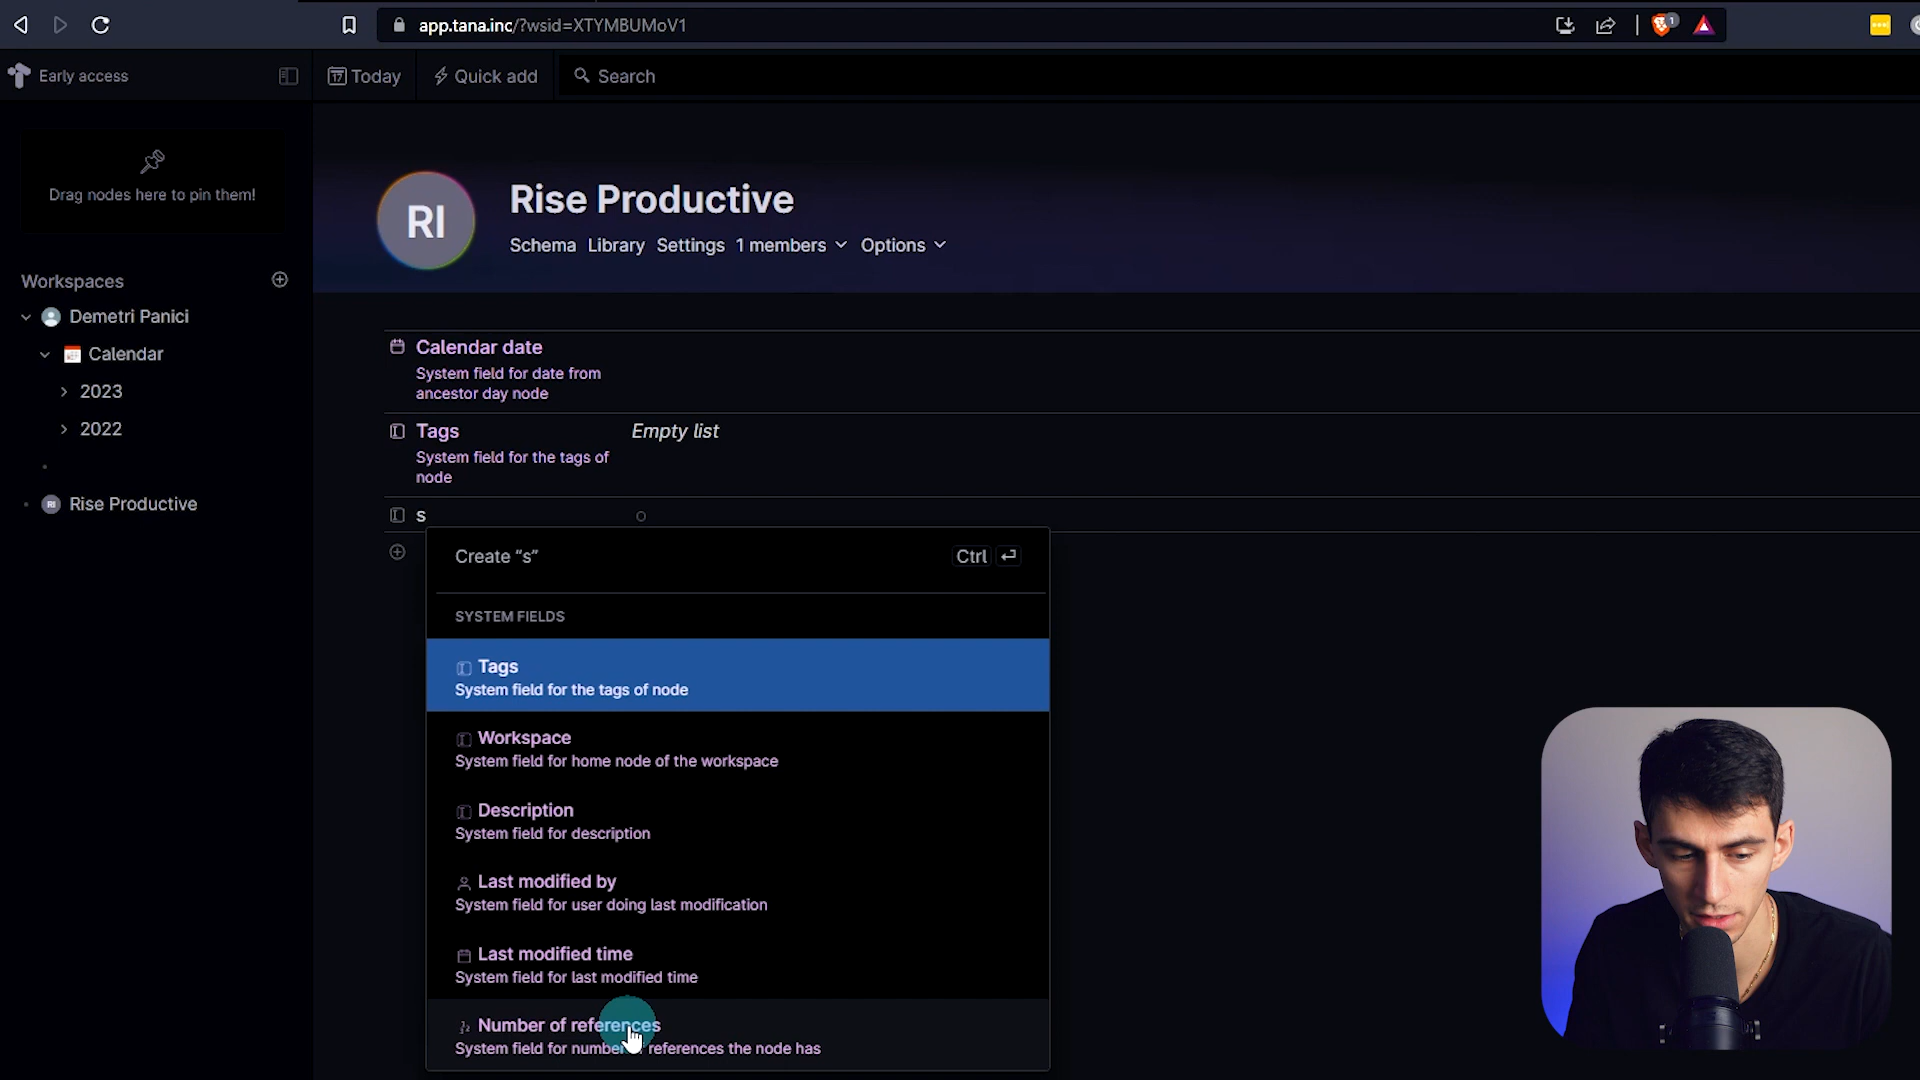 app.tana.inc/?wsid=XTYMBUMoV1
1
Early access
17 Today
Quick add
Search
Drag nodes here to pin them!
RI
Rise Productive
Schema Library Settings 1 members Options
Workspaces
Demetri Panici
Calendar
2023
2022
RI Rise Productive
Calendar date
System field for date from
ancestor day node
Tags
Empty list
System field for the tags of
node
s
Create “s”
Ctrl
SYSTEM FIELDS
Tags
System field for the tags of node
Workspace
System field for home node of the workspace
Description
System field for description
Last modified by
System field for user doing last modification
Last modified time
System field for last modified time
Number of references
System field for number references the node has